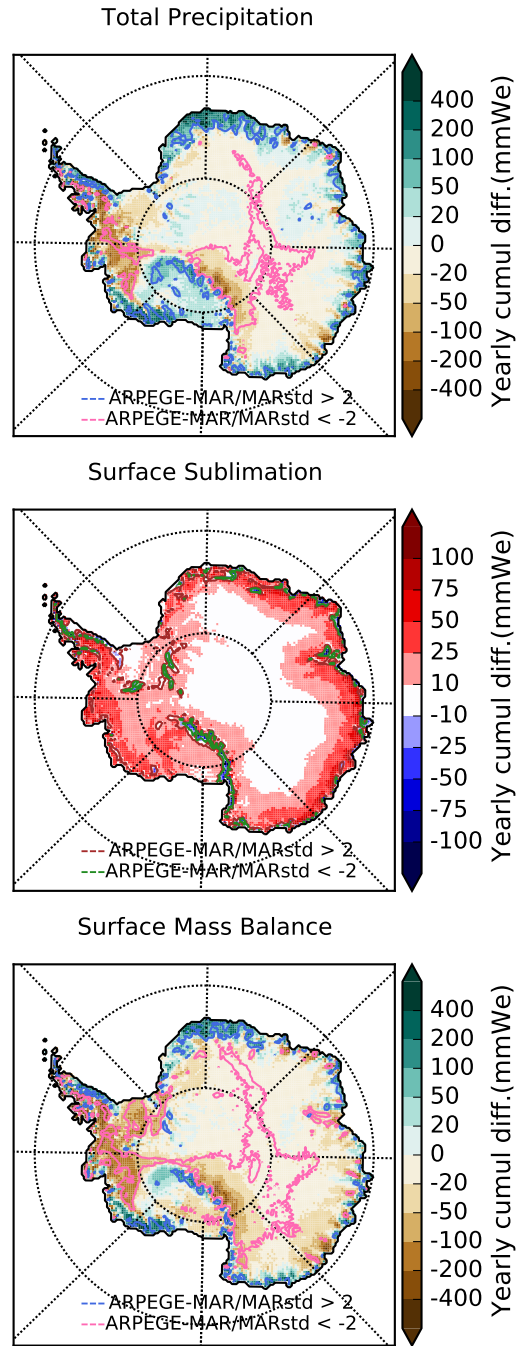 Total Precipitation
400
200
100
50
20
0
-20
-50
-100
-200
-400
Yearly cumul diff.(mmWe)
ARPEGE-MAR/MARstd > 2
ARPEGE-MAR/MARstd < -2
Surface Sublimation
100
75
50
25
10
-10
-25
-50
-75
-100
Yearly cumul diff.(mmWe)
ARPEGE-MAR/MARstd > 2
ARPEGE-MAR/MARstd < -2
Surface Mass Balance
400
200
100
50
20
0
-20
-50
-100
-200
-400
Yearly cumul diff.(mmWe)
ARPEGE-MAR/MARstd > 2
ARPEGE-MAR/MARstd < -2